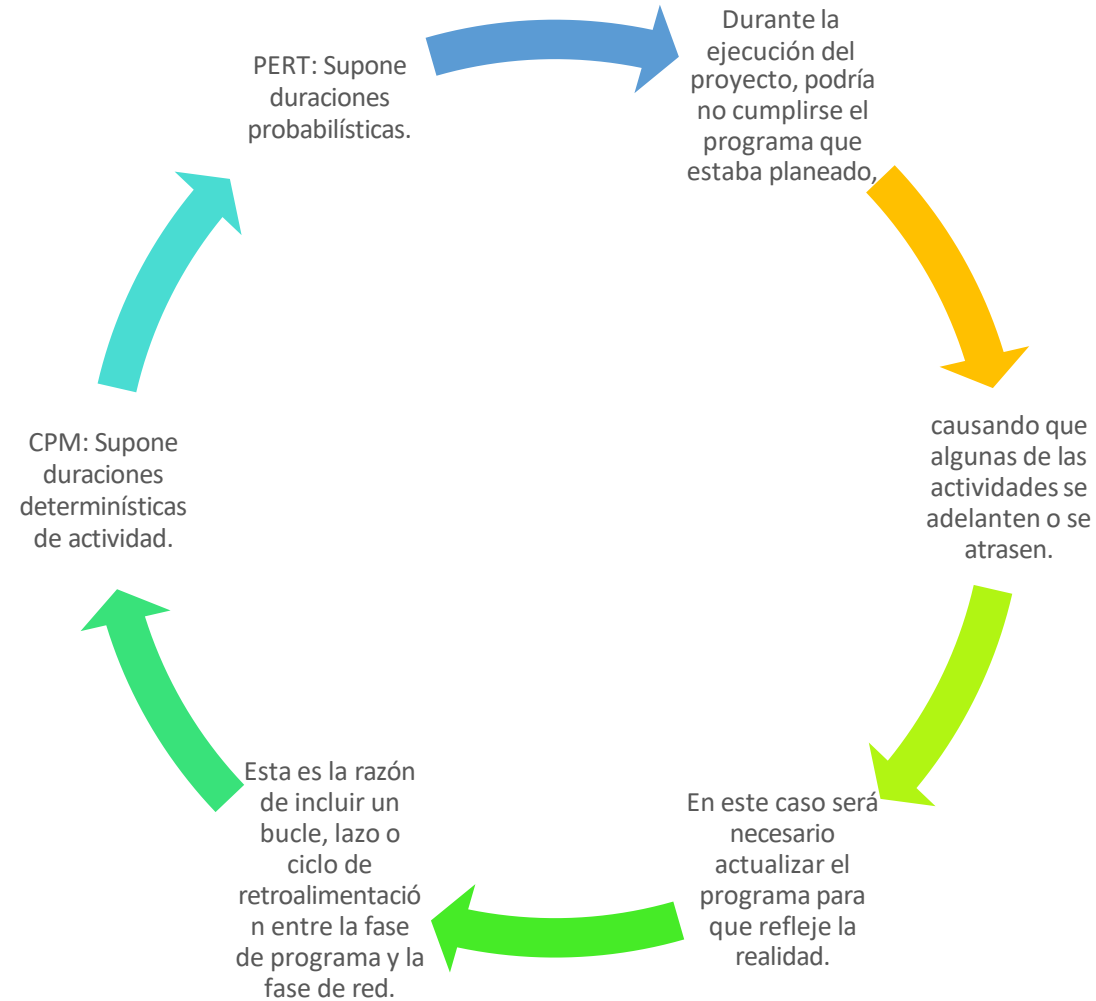 Durante la
ejecución del
proyecto, podría
no cumplirse el
programa que
estaba planeado,
causando que
algunas de las
actividades se
adelanten o se
atrasen.
En este caso será
necesario
actualizar el
programa para
que refleje la
realidad.
Esta es la razón
de incluir un
bucle, lazo o
ciclo de
retroalimentació
n entre la fase
de programa y la
fase de red.
CPM: Supone
duraciones
determinísticas
de actividad.
PERT: Supone
duraciones
probabilísticas.